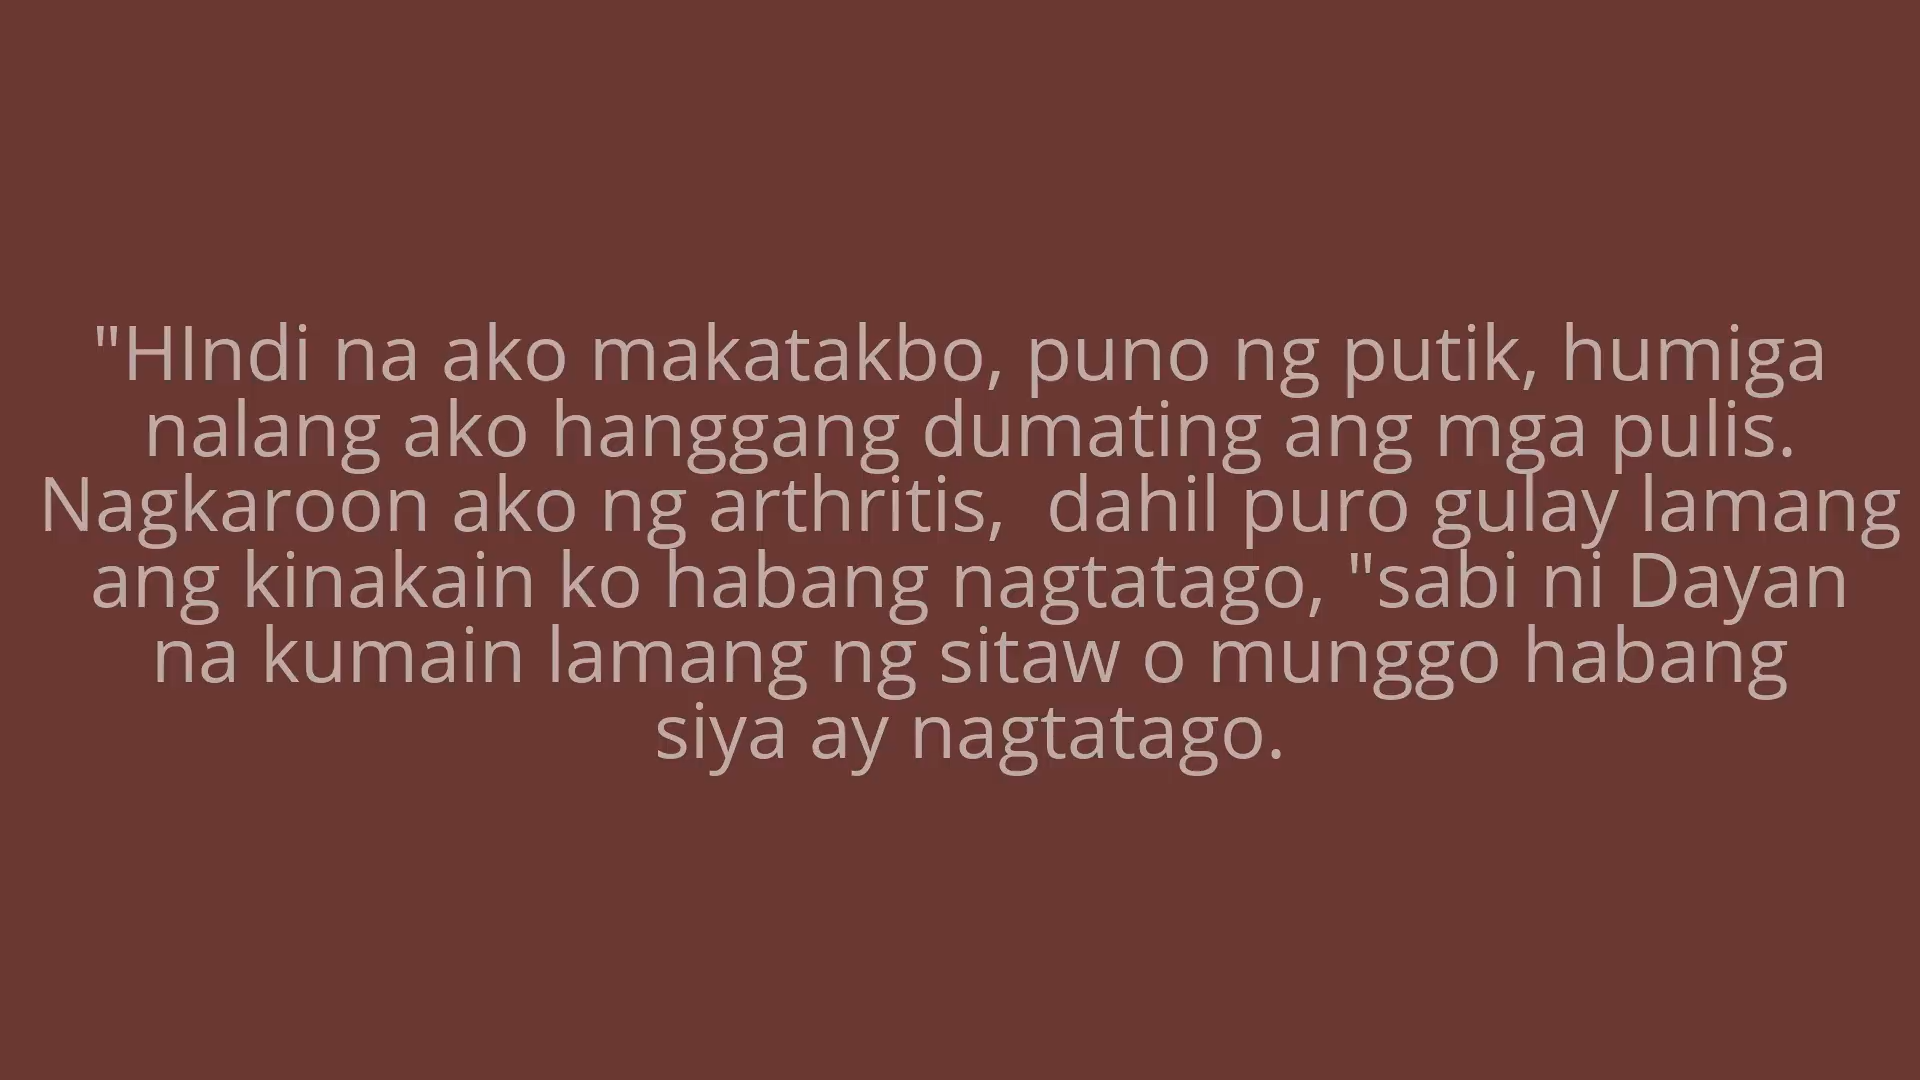 "HIndi na ako makatakbo, puno ng putik, humiga
nalang ako hanggang dumating ang mga pulis.
Nagkaroon ako ng arthritis,  dahil puro gulay lamang
ang kinakain ko habang nagtatago, "sabi ni Dayan
na kumain lamang ng sitaw o munggo habang
siya ay nagtatago.